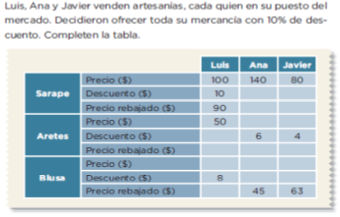 Luis, Ana y Javier venden artesanías, cada quien en su puesto del
mercado. Decidieron ofrecer toda su mercancía con 10% de des-
cuento. Completen la tabla.
Luis Ana Javier
Sarape Precio ($) 100 140 80
Descuento ($) 10
Precio rebajado ($) 90
Aretes Precio ($) 50
Descuento ($) 6 4
Precio rebajado ($)
Blusa Precio ($)
Descuento ($) 8
Precio rebajado ($) 45 63